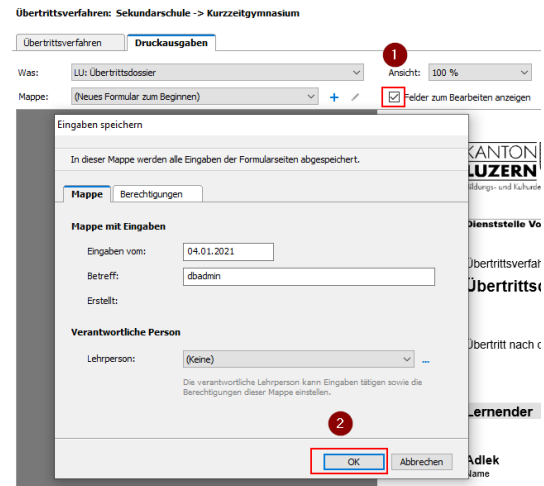 Übertrittsverfahren: Sekundarschule -> Kurzzeitgymnasium
Übertrittsverfahren Druckausgaben
1
Was: LU: Übertrittsdossier Ansicht: 100 %
Mappe: (Neues Formular zum Beginnen) + Felder zum Bearbeiten anzeigen
Eingaben speichern
In dieser Mappe werden alle Eingaben der Formularseiten abgespeichert.
Mappe Berechtigungen
Mappe mit Eingaben
Eingaben vom: 04.01.2021
Betreff: dbadmin
Erstellt:
Verantwortliche Person
Lehrperson: (Keine) ...
Die verantwortliche Lehrperson kann Eingaben tätigen sowie die
Berechtigungen dieser Mappe einstellen.
2
OK Abbrechen
KANTON
LUZERN
Bildungs- und
Dienststelle
Lernender
Adlek
Name